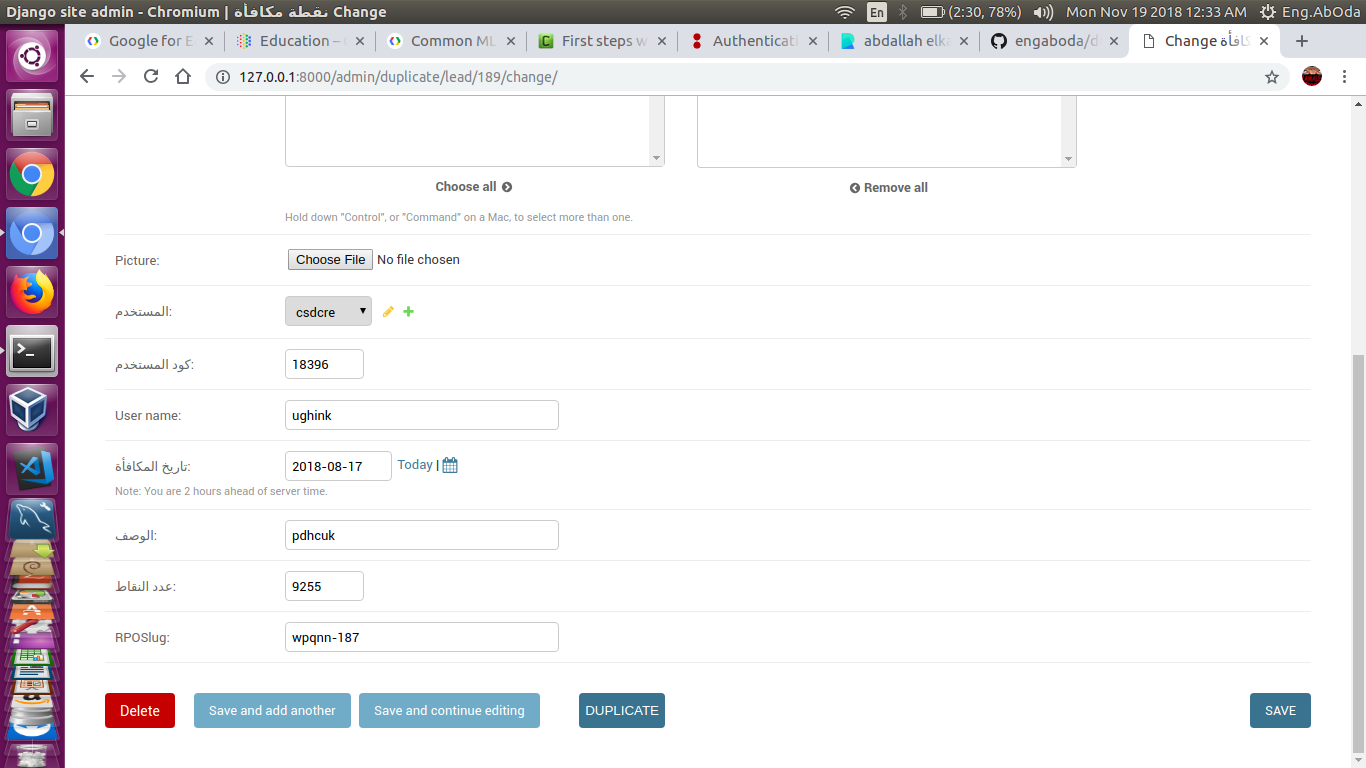 Django site admin - Chromium | نقطة مكافأة Change
En (2:30, 78%) Mon Nov 19 2018 12:33 AM Eng.AbOda
Google for E Education – Common ML First steps w Authenticati abdallah elka engaboda/d Change كافأة
127.0.0.1:8000/admin/duplicate/lead/189/change/
Choose all Remove all
Hold down "Control", or "Command" on a Mac, to select more than one.
Picture: Choose File No file chosen
المستخدم: csdcre
كود المستخدم: 18396
User name: ughink
تاريخ المكافأة: 2018-08-17 Today |
Note: You are 2 hours ahead of server time.
الوصف: pdhcuk
عدد النقاط: 9255
RPOSlug: wpqnn-187
Delete Save and add another Save and continue editing DUPLICATE SAVE